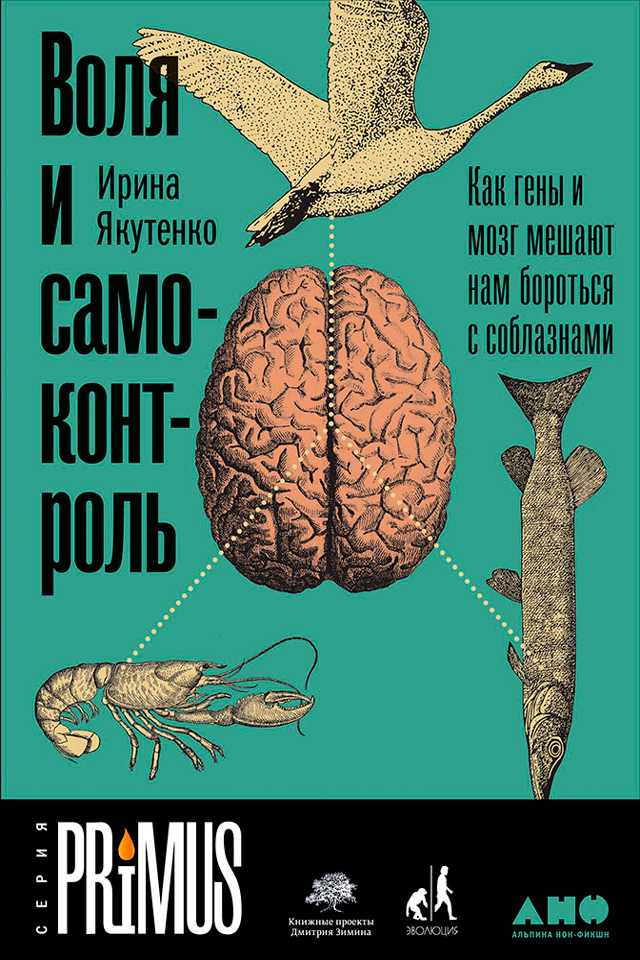 Воля
и
само-
конт-
роль
Ирина
Якутенко
Как гены и
мозг мешают
нам бороться
с соблазнами
СЕРИЯ
PRiMUS
Книжные проекты
Дмитрия Зимина
ЭВОЛЮЦИЯ
АНФ
АЛЬПИНА НОН-ФИКШН